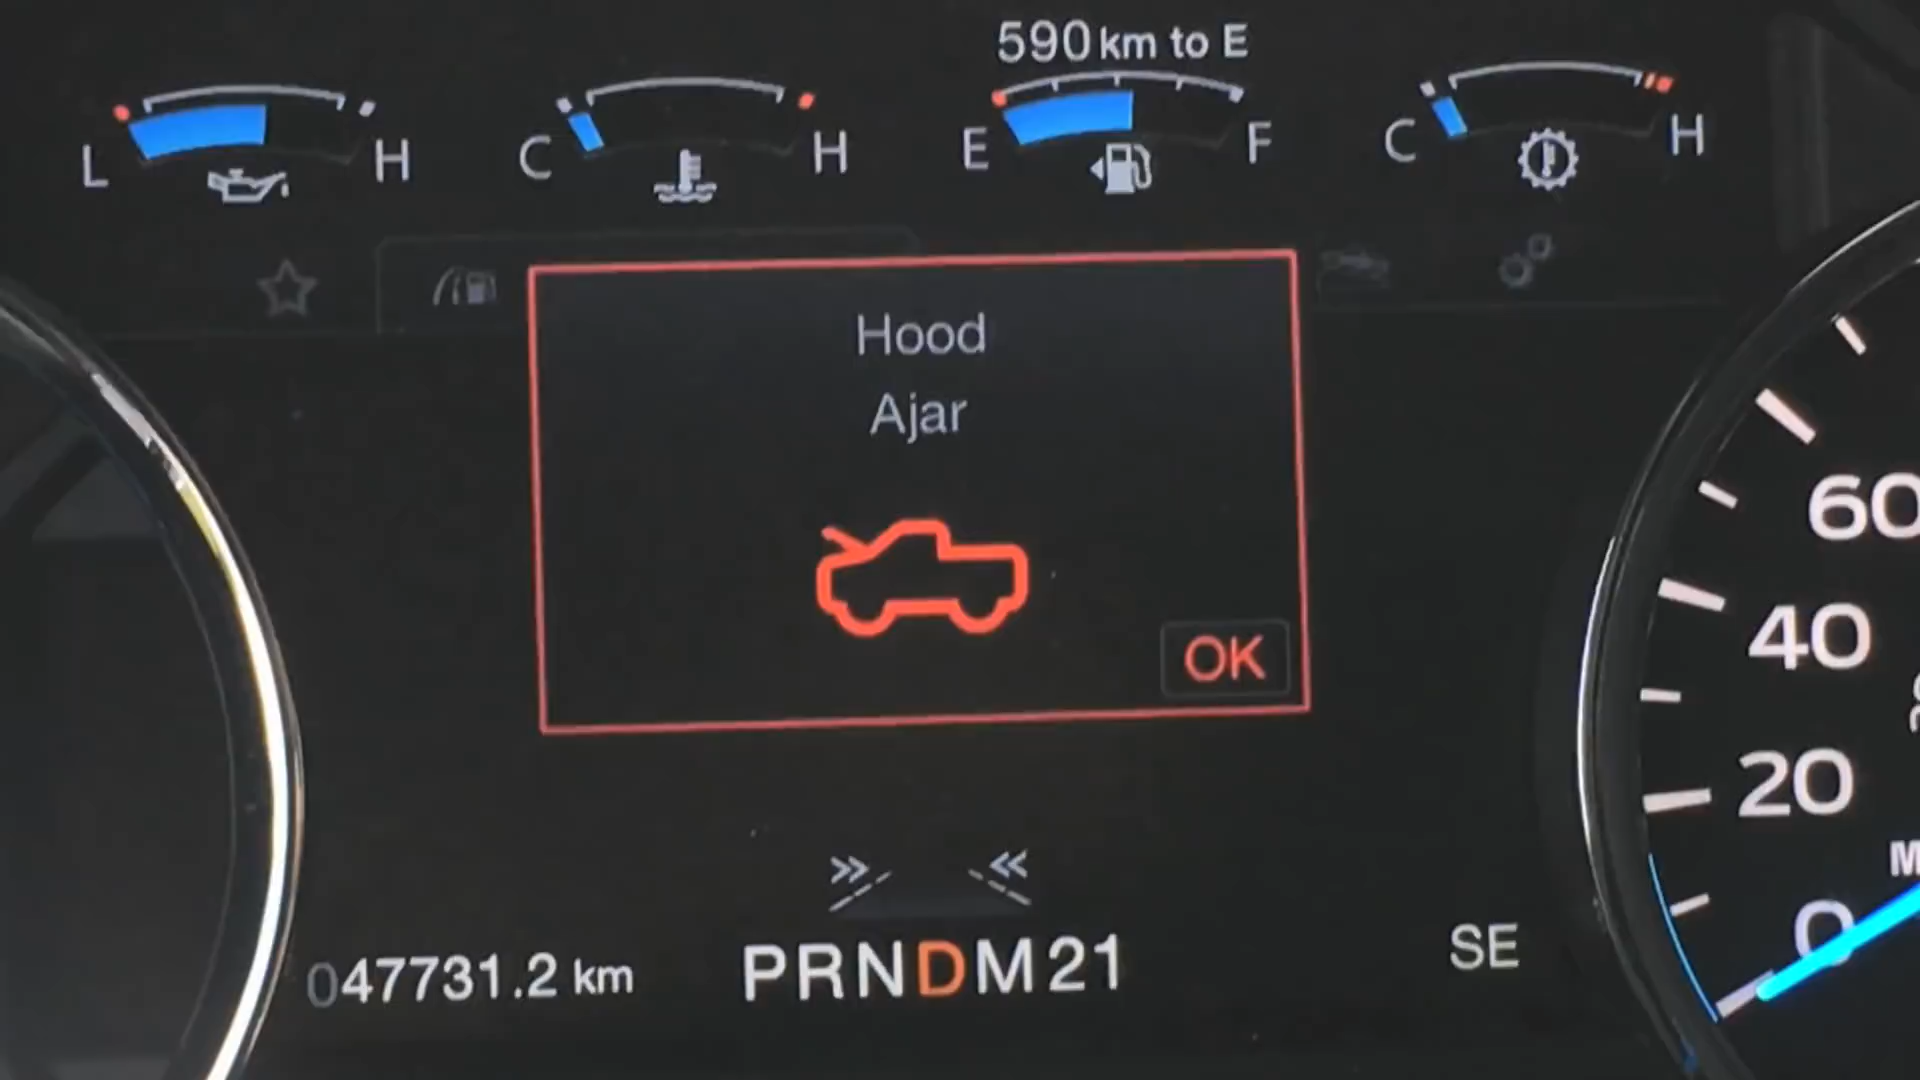 590 km to E
L H C H E F C H
Hood
Ajar
OK
60
40
20
0
047731.2 km
PRNDM21
SE